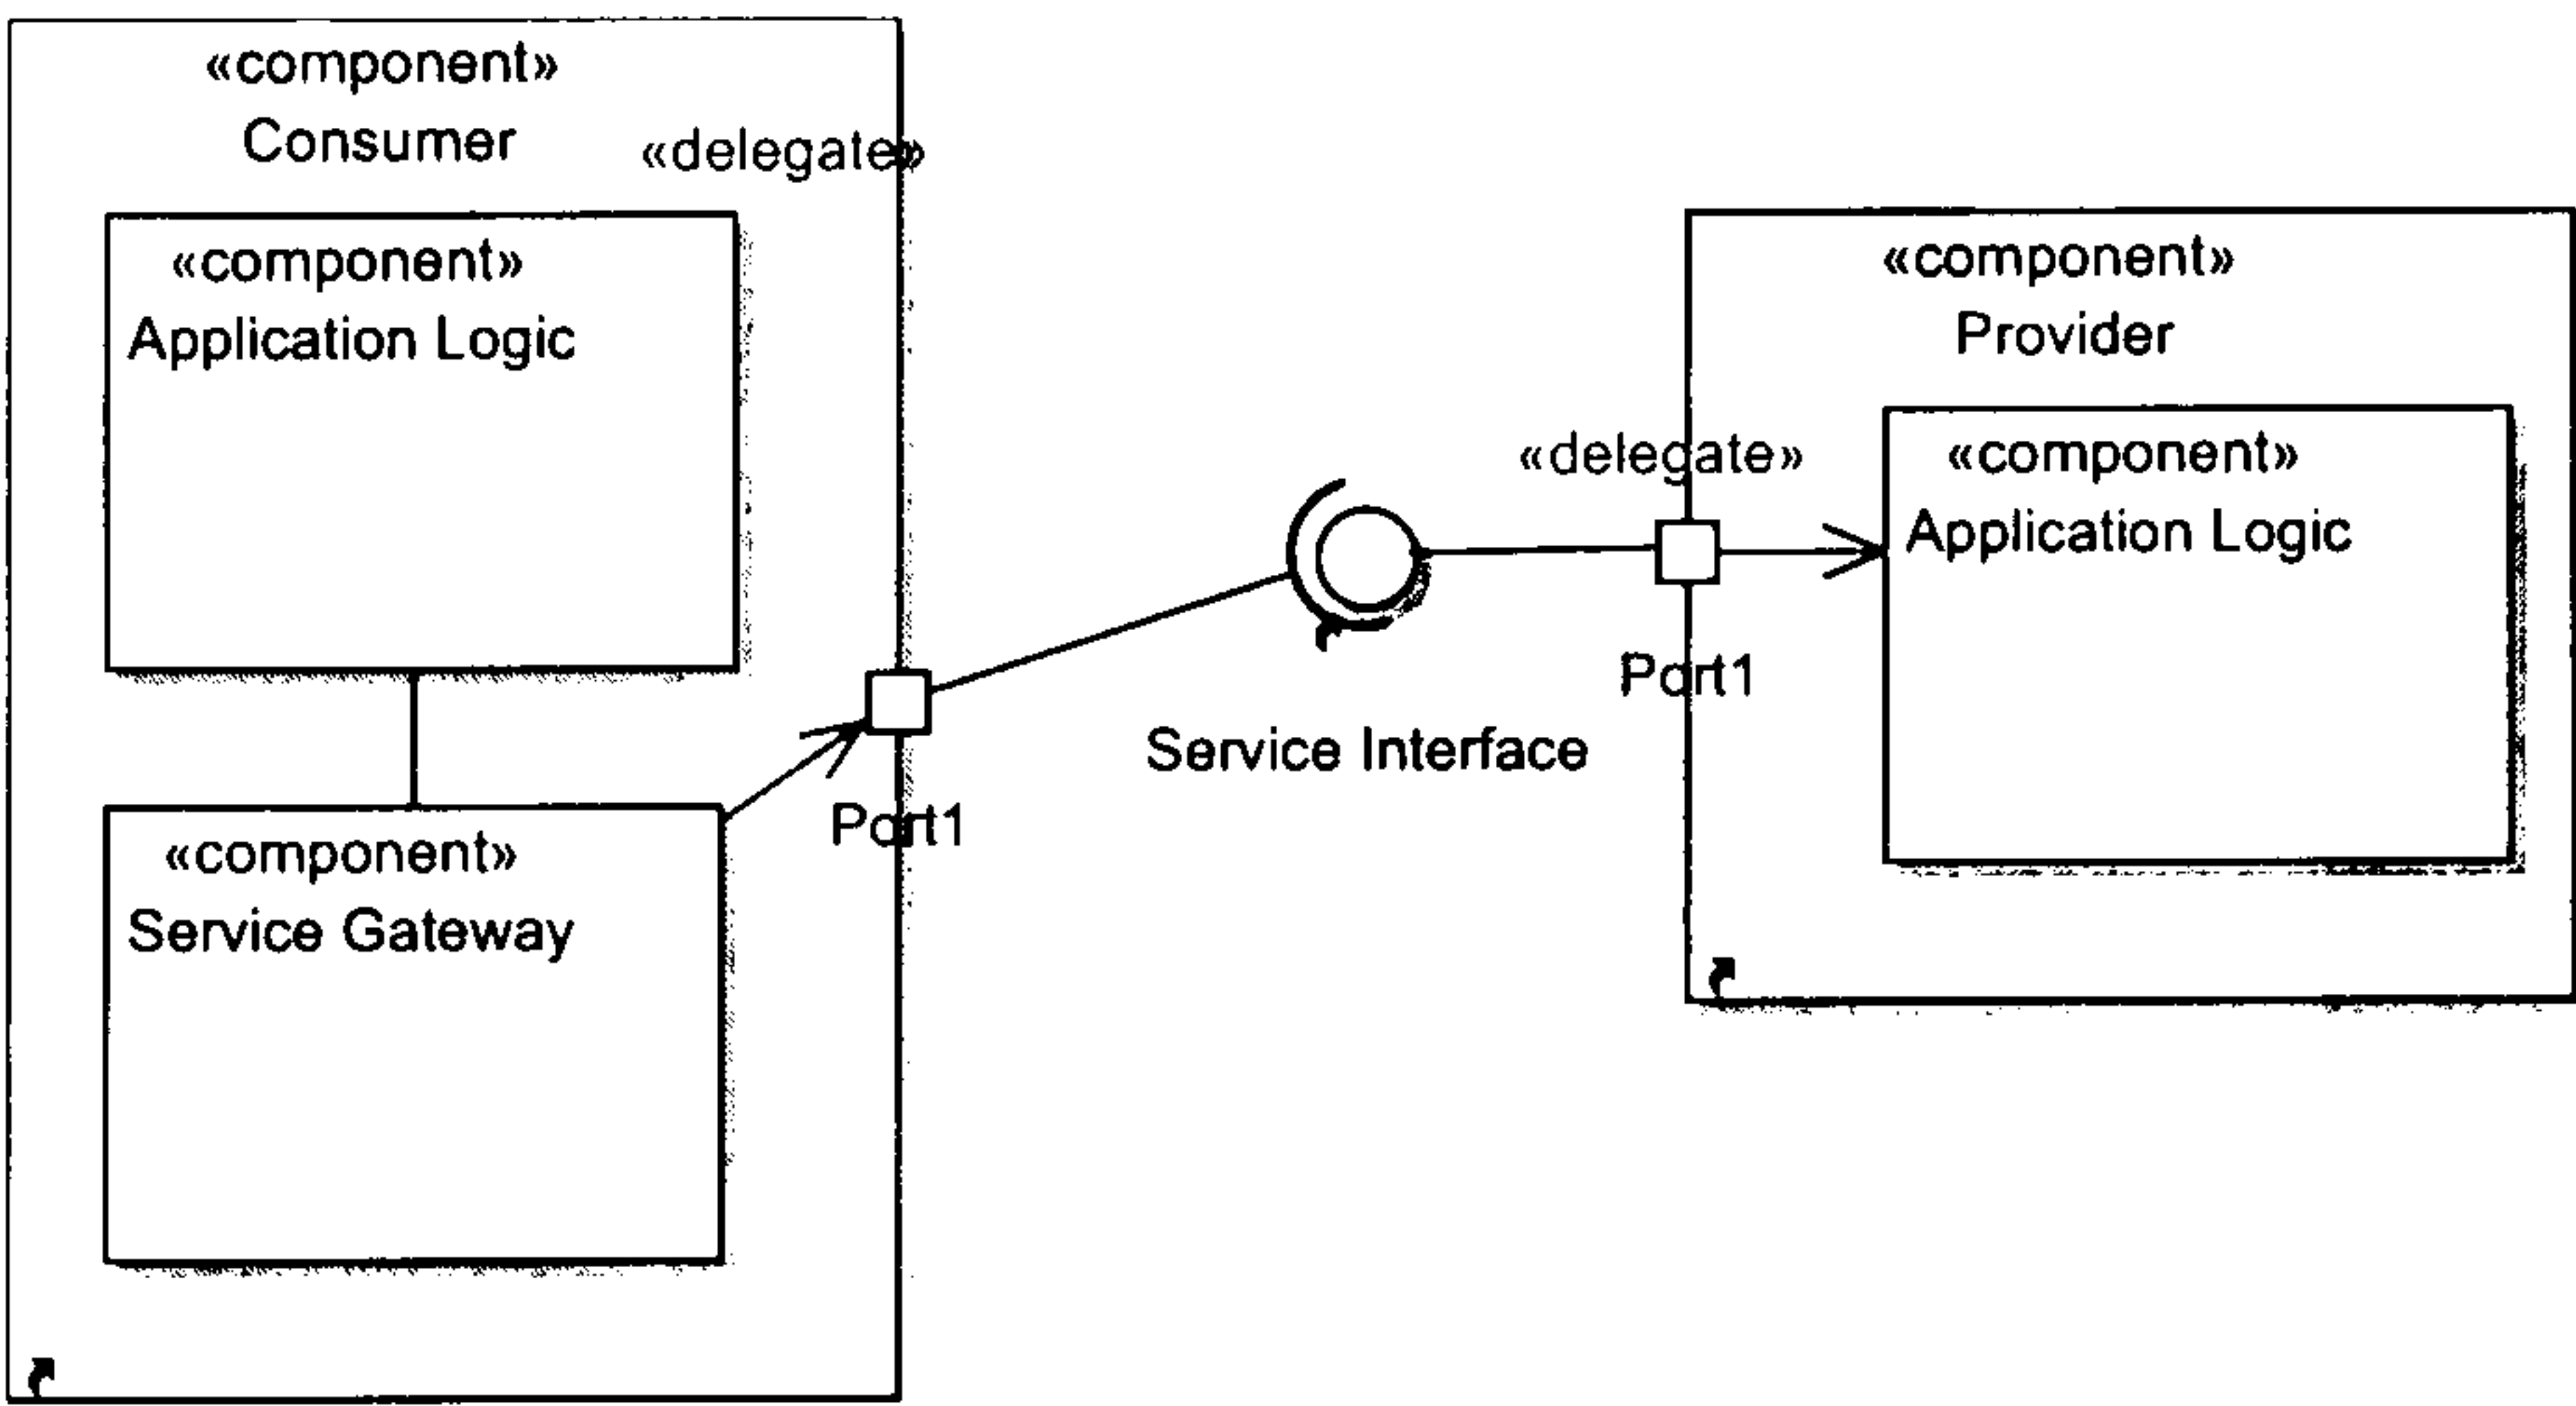 «component»
Consumer
«delegate»
«component»
Application Logic
«component»
Service Gateway
Port1
Service Interface
«component»
Provider
«delegate»
«component»
Application Logic
Port1